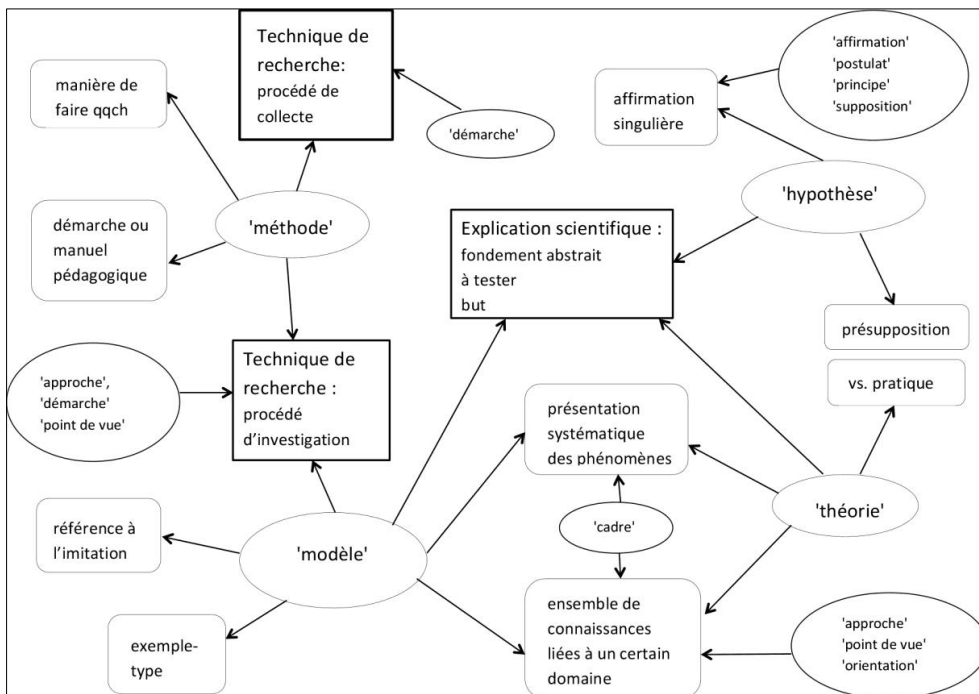 Technique de
recherche:
procédé de
collecte
manière de
faire qqch
'démarche'
'affirmation'
'postulat'
'principe'
'supposition'
affirmation
singulière
'méthode'
'hypothèse'
démarche ou
manuel
pédagogique
Explication scientifique :
fondement abstrait
à tester
but
présupposition
Technique de
recherche :
procédé
d'investigation
'approche',
'démarche'
'point de vue'
vs. pratique
présentation
systématique
des phénomènes
'théorie'
'cadre'
référence à
l'imitation
'modèle'
ensemble de
connaissances
liées à un certain
domaine
'approche'
'point de vue'
'orientation'
exemple-
type